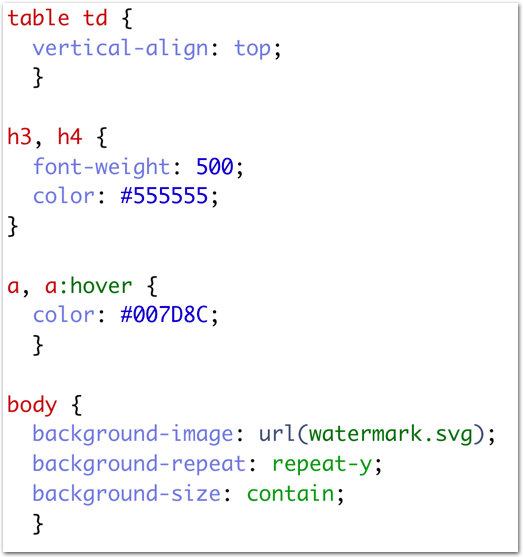 table td {
  vertical-align: top;
  }

h3, h4 {
  font-weight: 500;
  color: #555555;
}

a, a:hover {
  color: #007D8C;
  }

body {
  background-image: url(watermark.svg);
  background-repeat: repeat-y;
  background-size: contain;
  }